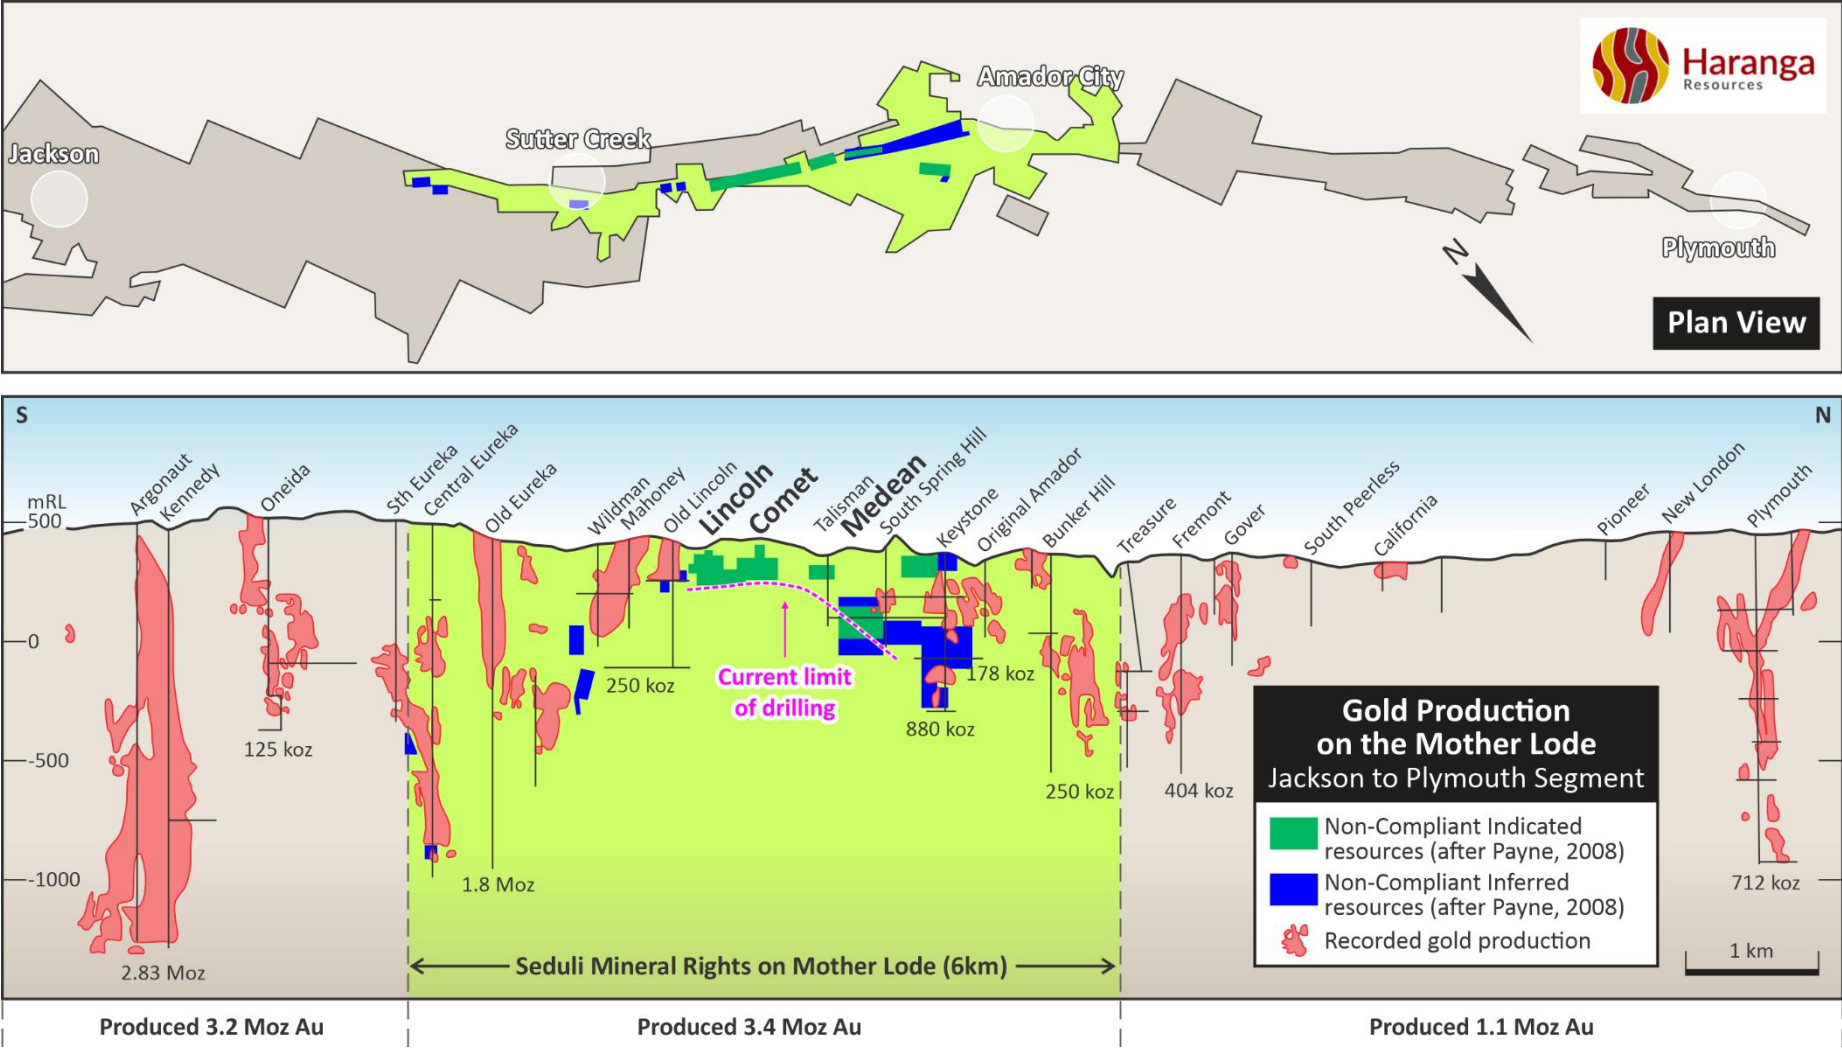 Haranga
Resources
Amador City
Sutter Creek
Jackson
N
Plymouth
Plan View
S
N
Argonaut
Kennedy
Oneida
Sth Eureka
Central Eureka
Old Eureka
Wildman
Mahoney
Old Lincoln
Lincoln
Comet
Talisman
Medean
South Spring Hill
Keystone
Original Amador
Bunker Hill
Treasure
Fremont
Gover
South Peerless
California
Pioneer
New London
Plymouth
mRL
500
0
-500
-1000
Current limit
of drilling
250 koz
178 koz
880 koz
125 koz
250 koz
404 koz
1.8 Moz
712 koz
2.83 Moz
Gold Production
on the Mother Lode
Jackson to Plymouth Segment
Non-Compliant Indicated
resources (after Payne, 2008)
Non-Compliant Inferred
resources (after Payne, 2008)
Recorded gold production
1 km
Seduli Mineral Rights on Mother Lode (6km)
Produced 3.2 Moz Au
Produced 3.4 Moz Au
Produced 1.1 Moz Au